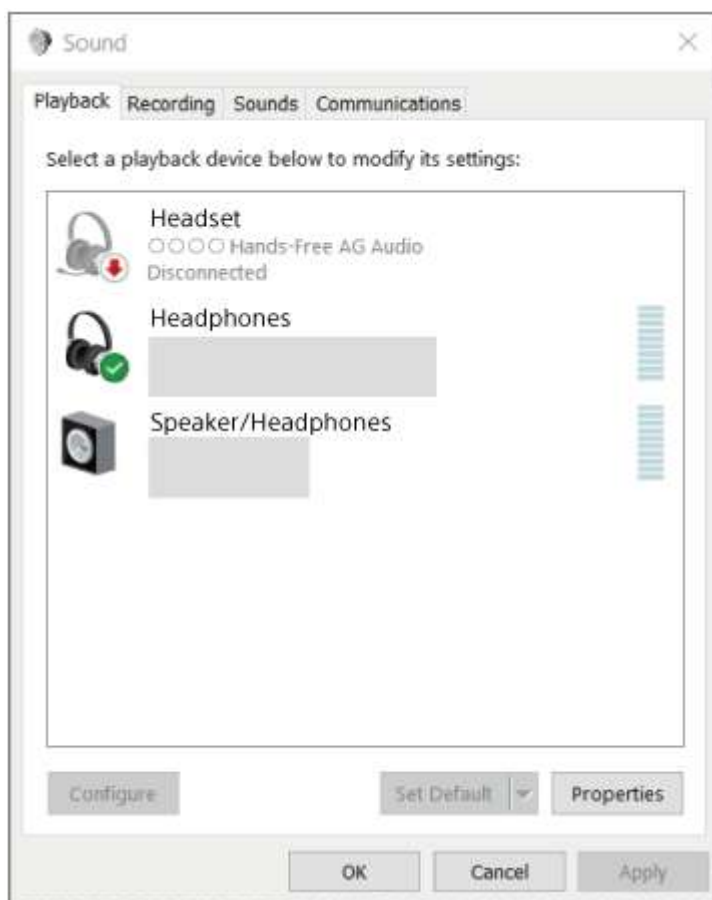 Sound
Playback Recording Sounds Communications
Select a playback device below to modify its settings:
Headset
○○○○ Hands-Free AG Audio
Disconnected
Headphones
Speaker/Headphones
Configure Set Default Properties
OK Cancel Apply